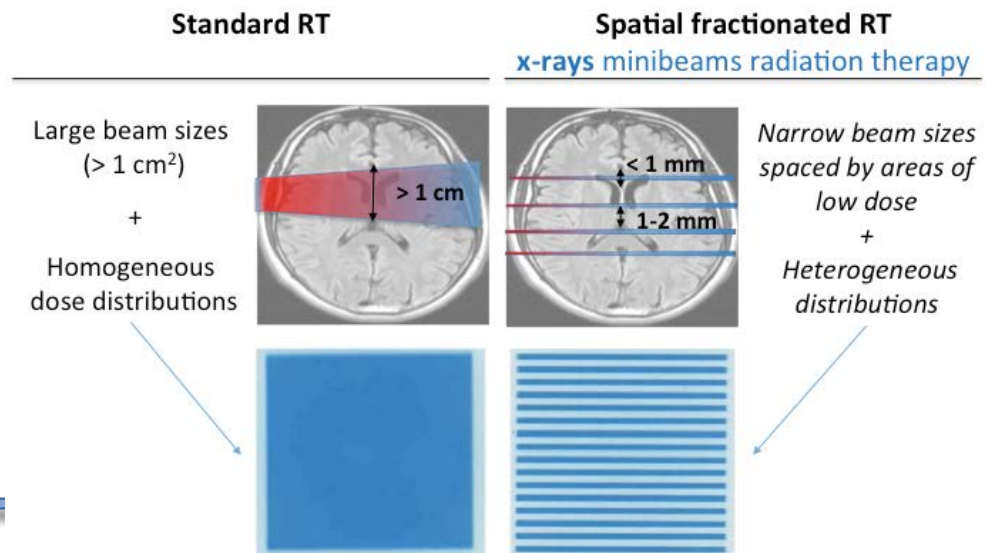 Standard RT
Spatial fractionated RT
x-rays minibeams radiation therapy
Large beam sizes
(> 1 cm²)
+
Homogeneous
dose distributions
> 1 cm
< 1 mm
1-2 mm
Narrow beam sizes
spaced by areas of
low dose
+
Heterogeneous
distributions